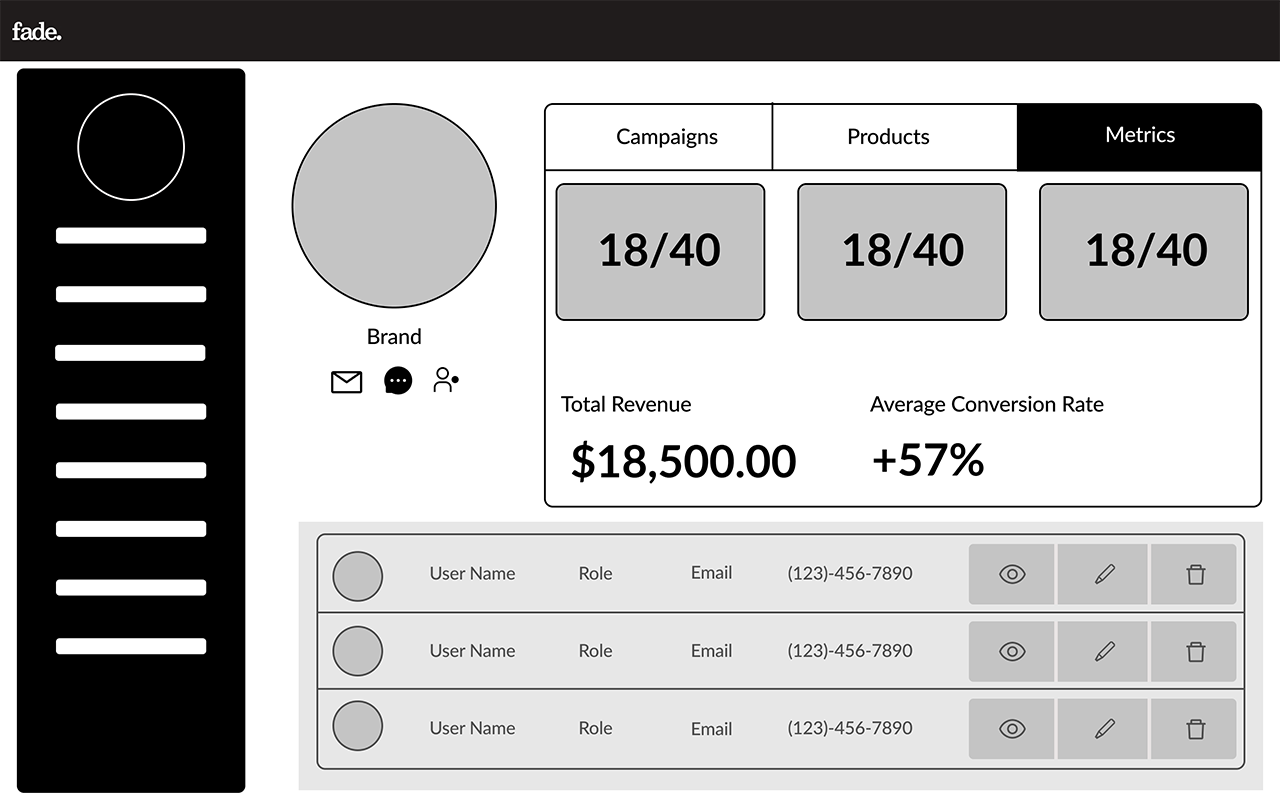 fade.
Brand
Campaigns Products Metrics
18/40 18/40 18/40
Total Revenue Average Conversion Rate
$18,500.00 +57%
User Name Role Email (123)-456-7890
User Name Role Email (123)-456-7890
User Name Role Email (123)-456-7890